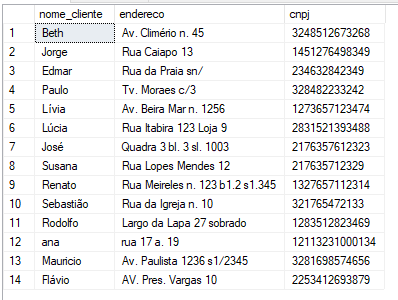 nome_cliente endereco cnpj
1 Beth Av. Climério n. 45 3248512673268
2 Jorge Rua Caiapo 13 1451276498349
3 Edmar Rua da Praia sn/ 234632842349
4 Paulo Tv. Moraes c/3 328482233242
5 Lívia Av. Beira Mar n. 1256 1273657123474
6 Lúcia Rua Itabira 123 Loja 9 2831521393488
7 José Quadra 3 bl. 3 sl. 1003 2176357612323
8 Susana Rua Lopes Mendes 12 217635712329
9 Renato Rua Meireles n. 123 b1.2 s1.345 1327657112314
10 Sebastião Rua da Igreja n. 10 321765472133
11 Rodolfo Largo da Lapa 27 sobrado 1283512823469
12 ana rua 17 a. 19 12113231000134
13 Mauricio Av. Paulista 1236 s1/2345 3281698574656
14 Flávio AV. Pres. Vargas 10 2253412693879